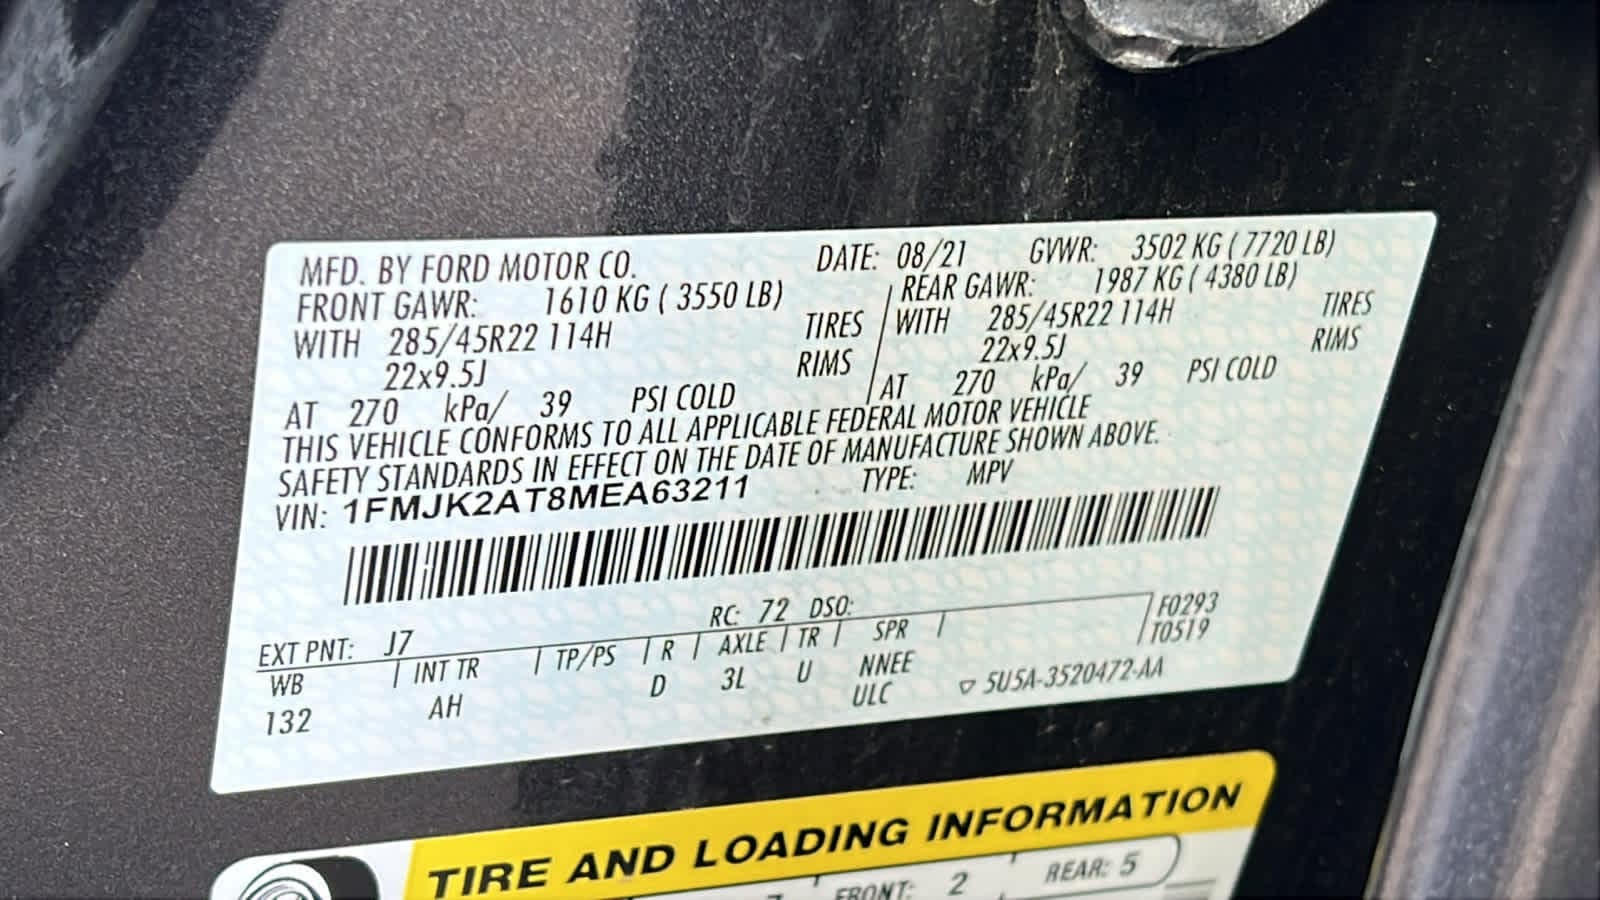 MFD. BY FORD MOTOR CO. DATE: 08/21 GVWR: 3502 KG ( 7720 LB)
FRONT GAWR: 1610 KG ( 3550 LB) REAR GAWR: 1987 KG ( 4380 LB)
WITH 285/45R22 114H TIRES WITH 285/45R22 114H TIRES
22x9.5J RIMS 22x9.5J RIMS
AT 270 kPa/ 39 PSI COLD AT 270 kPa/ 39 PSI COLD
THIS VEHICLE CONFORMS TO ALL APPLICABLE FEDERAL MOTOR VEHICLE
SAFETY STANDARDS IN EFFECT ON THE DATE OF MANUFACTURE SHOWN ABOVE.
VIN: 1FMJK2AT8MEA63211 TYPE: MPV
EXT PNT: J7 RC: 72 DSO: F0293
WB INT TR TP/PS R AXLE TR SPR T0519
132 AH D 3L U NNEE
ULC ▽ 5U5A-3520472-AA
TIRE AND LOADING INFORMATION
FRONT: 2 REAR: 5